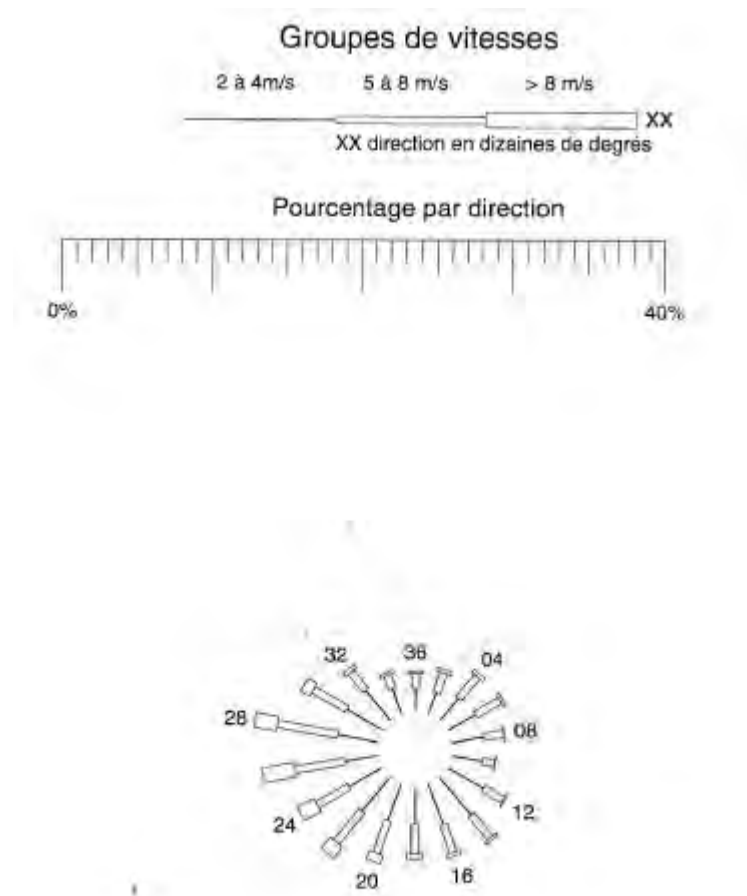 Groupes de vitesses
2 à 4m/s 5 à 8 m/s > 8 m/s
XX
XX direction en dizaines de degrés
Pourcentage par direction
0% 40%
32 36 04
28 08
24 12
20 16